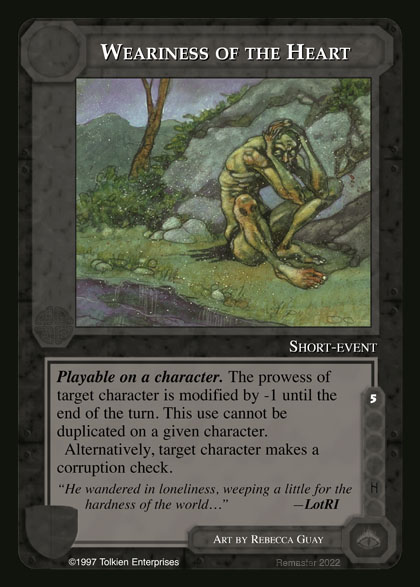 Weariness of the Heart
Short-event
Playable on a character. The prowess of
target character is modified by -1 until the
end of the turn. This use cannot be
duplicated on a given character.
Alternatively, target character makes a
corruption check.
5
“He wandered in loneliness, weeping a little for the
hardness of the world…” —LotRI
H
Art by Rebecca Guay
©1997 Tolkien Enterprises
Remaster 2022